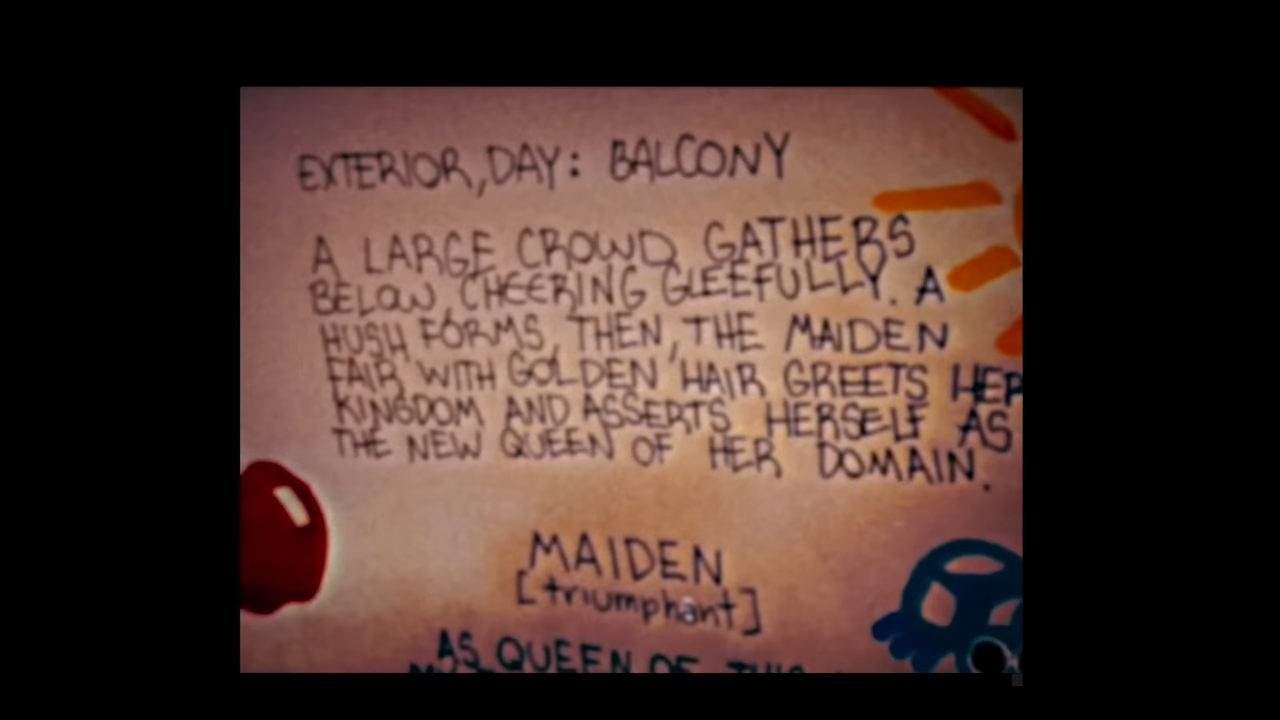 EXTERIOR, DAY: BALCONY
A LARGE CROWD GATHERS
BELOW, CHEERING GLEEFULLY. A
HUSH FORMS, THEN, THE MAIDEN
FAIR WITH GOLDEN HAIR GREETS HER
KINGDOM AND ASSERTS HERSELF AS
THE NEW QUEEN OF HER DOMAIN.
MAIDEN
[triumphant]
AS QUEEN OF THIS